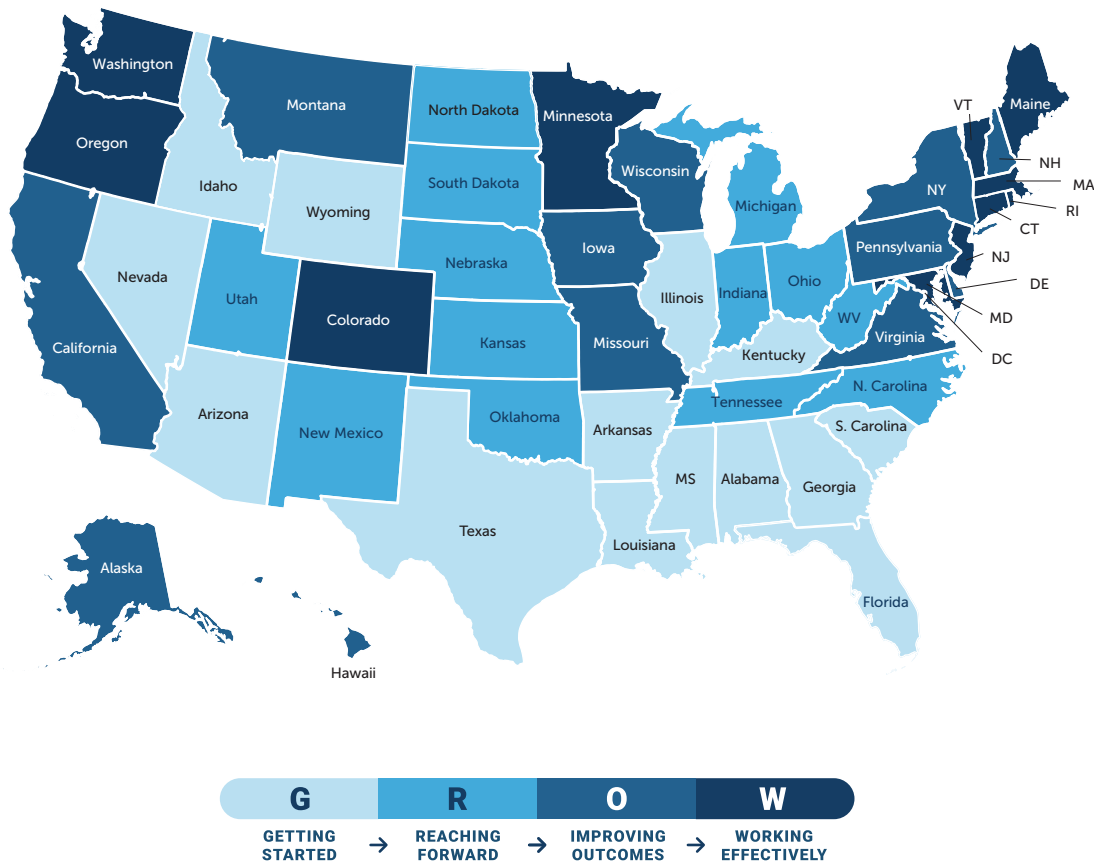 Washington
Montana
North Dakota
Minnesota
VT
Maine
Oregon
Idaho
South Dakota
Wisconsin
NH
MA
NY
Michigan
RI
Wyoming
CT
Nevada
Nebraska
Iowa
Pennsylvania
NJ
Utah
Illinois
Indiana
Ohio
DE
Colorado
WV
MD
California
Kansas
Missouri
Kentucky
Virginia
DC
Arizona
New Mexico
Oklahoma
Arkansas
Tennessee
N. Carolina
S. Carolina
MS
Alabama
Georgia
Texas
Louisiana
Alaska
Florida
Hawaii
G R O W
GETTING REACHING IMPROVING WORKING
STARTED FORWARD OUTCOMES EFFECTIVELY